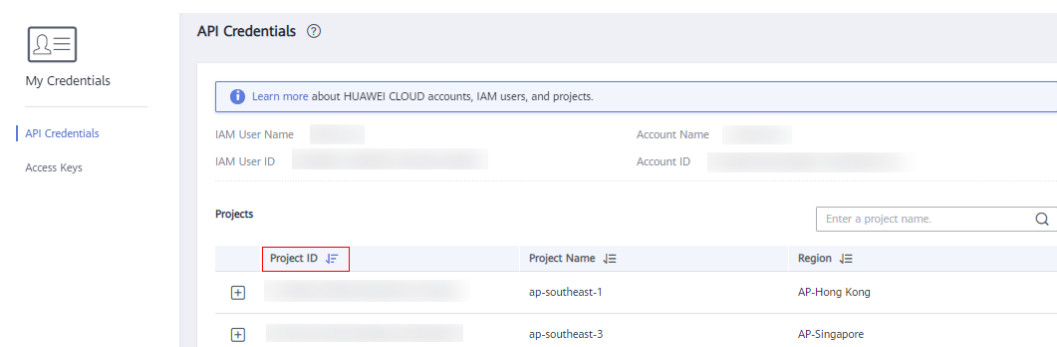 API Credentials ?
My Credentials
API Credentials
Access Keys
i Learn more about HUAWEI CLOUD accounts, IAM users, and projects.
IAM User Name Account Name
IAM User ID Account ID
Projects
Enter a project name.
Project ID Project Name Region
ap-southeast-1 AP-Hong Kong
ap-southeast-3 AP-Singapore